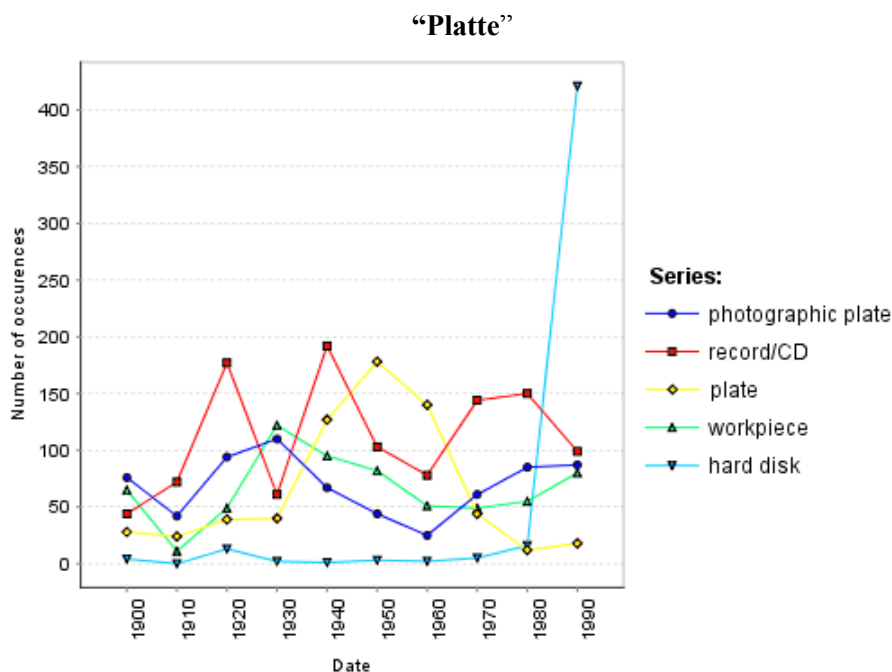 “Platte”
400
350
300
250
200
150
100
50
0
Number of occurences
1900
1910
1920
1930
1940
1950
1960
1970
1980
1990
Date
Series:
photographic plate
record/CD
plate
workpiece
hard disk